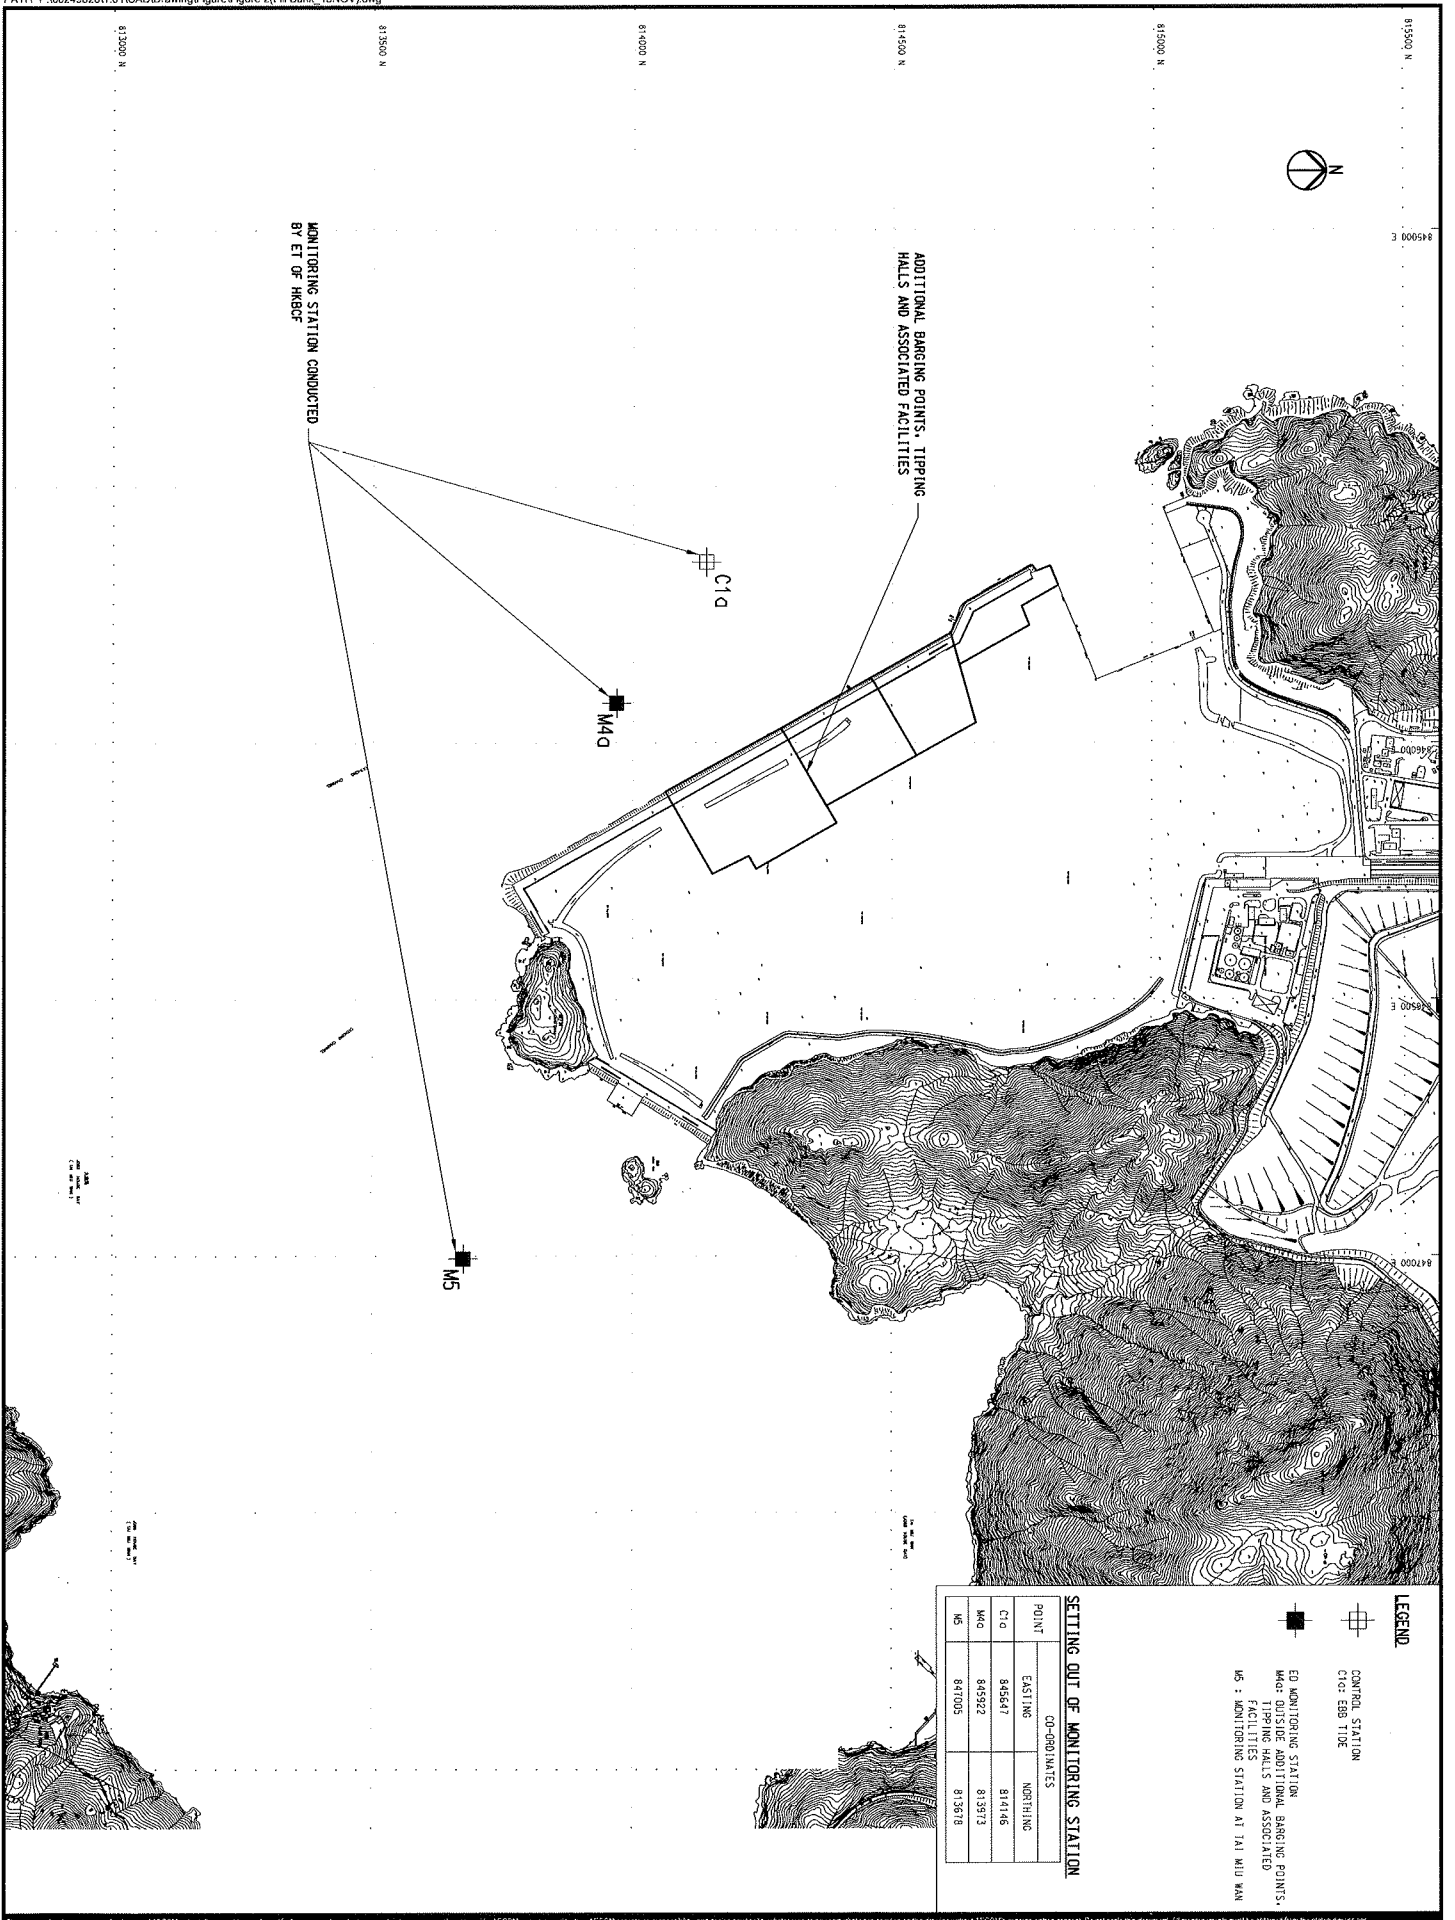 815500 N
815000 N
814500 N
814000 N
813500 N
813000 N
845000 E
846000 E
846500 E
847000 E
N
ADDITIONAL BARGING POINTS, TIPPING
HALLS AND ASSOCIATED FACILITIES
MONITORING STATION CONDUCTED
BY ET OF HKBCF
C1a
M4a
M5
LEGEND
CONTROL STATION
C1a: EBB TIDE
ED MONITORING STATION
M4a: OUTSIDE ADDITIONAL BARGING POINTS,
TIPPING HALLS AND ASSOCIATED
FACILITIES
M5 : MONITORING STATION AT TAI MIU WAN
SETTING OUT OF MONITORING STATION
POINT CO-ORDINATES
EASTING NORTHING
C1a 845647 814146
M4a 845922 813973
M5 847005 813678